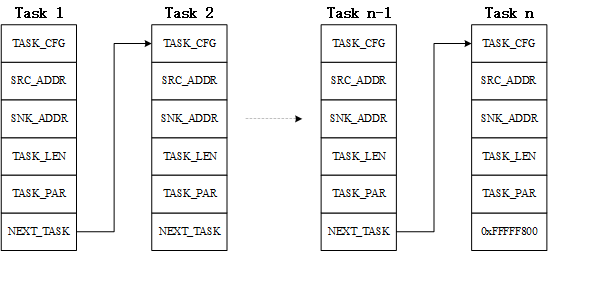 Task 1
TASK_CFG
SRC_ADDR
SNK_ADDR
TASK_LEN
TASK_PAR
NEXT_TASK
Task 2
TASK_CFG
SRC_ADDR
SNK_ADDR
TASK_LEN
TASK_PAR
NEXT_TASK
Task n-1
TASK_CFG
SRC_ADDR
SNK_ADDR
TASK_LEN
TASK_PAR
NEXT_TASK
Task n
TASK_CFG
SRC_ADDR
SNK_ADDR
TASK_LEN
TASK_PAR
0xFFFFF800